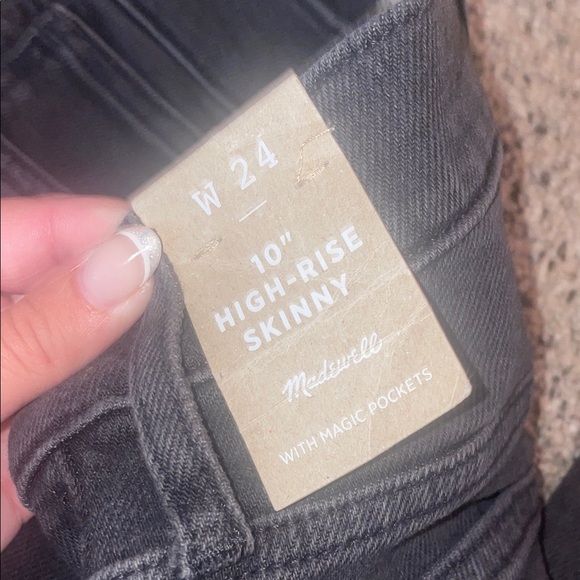 W 24
10"
HIGH-RISE
SKINNY
Madewell
WITH MAGIC POCKETS